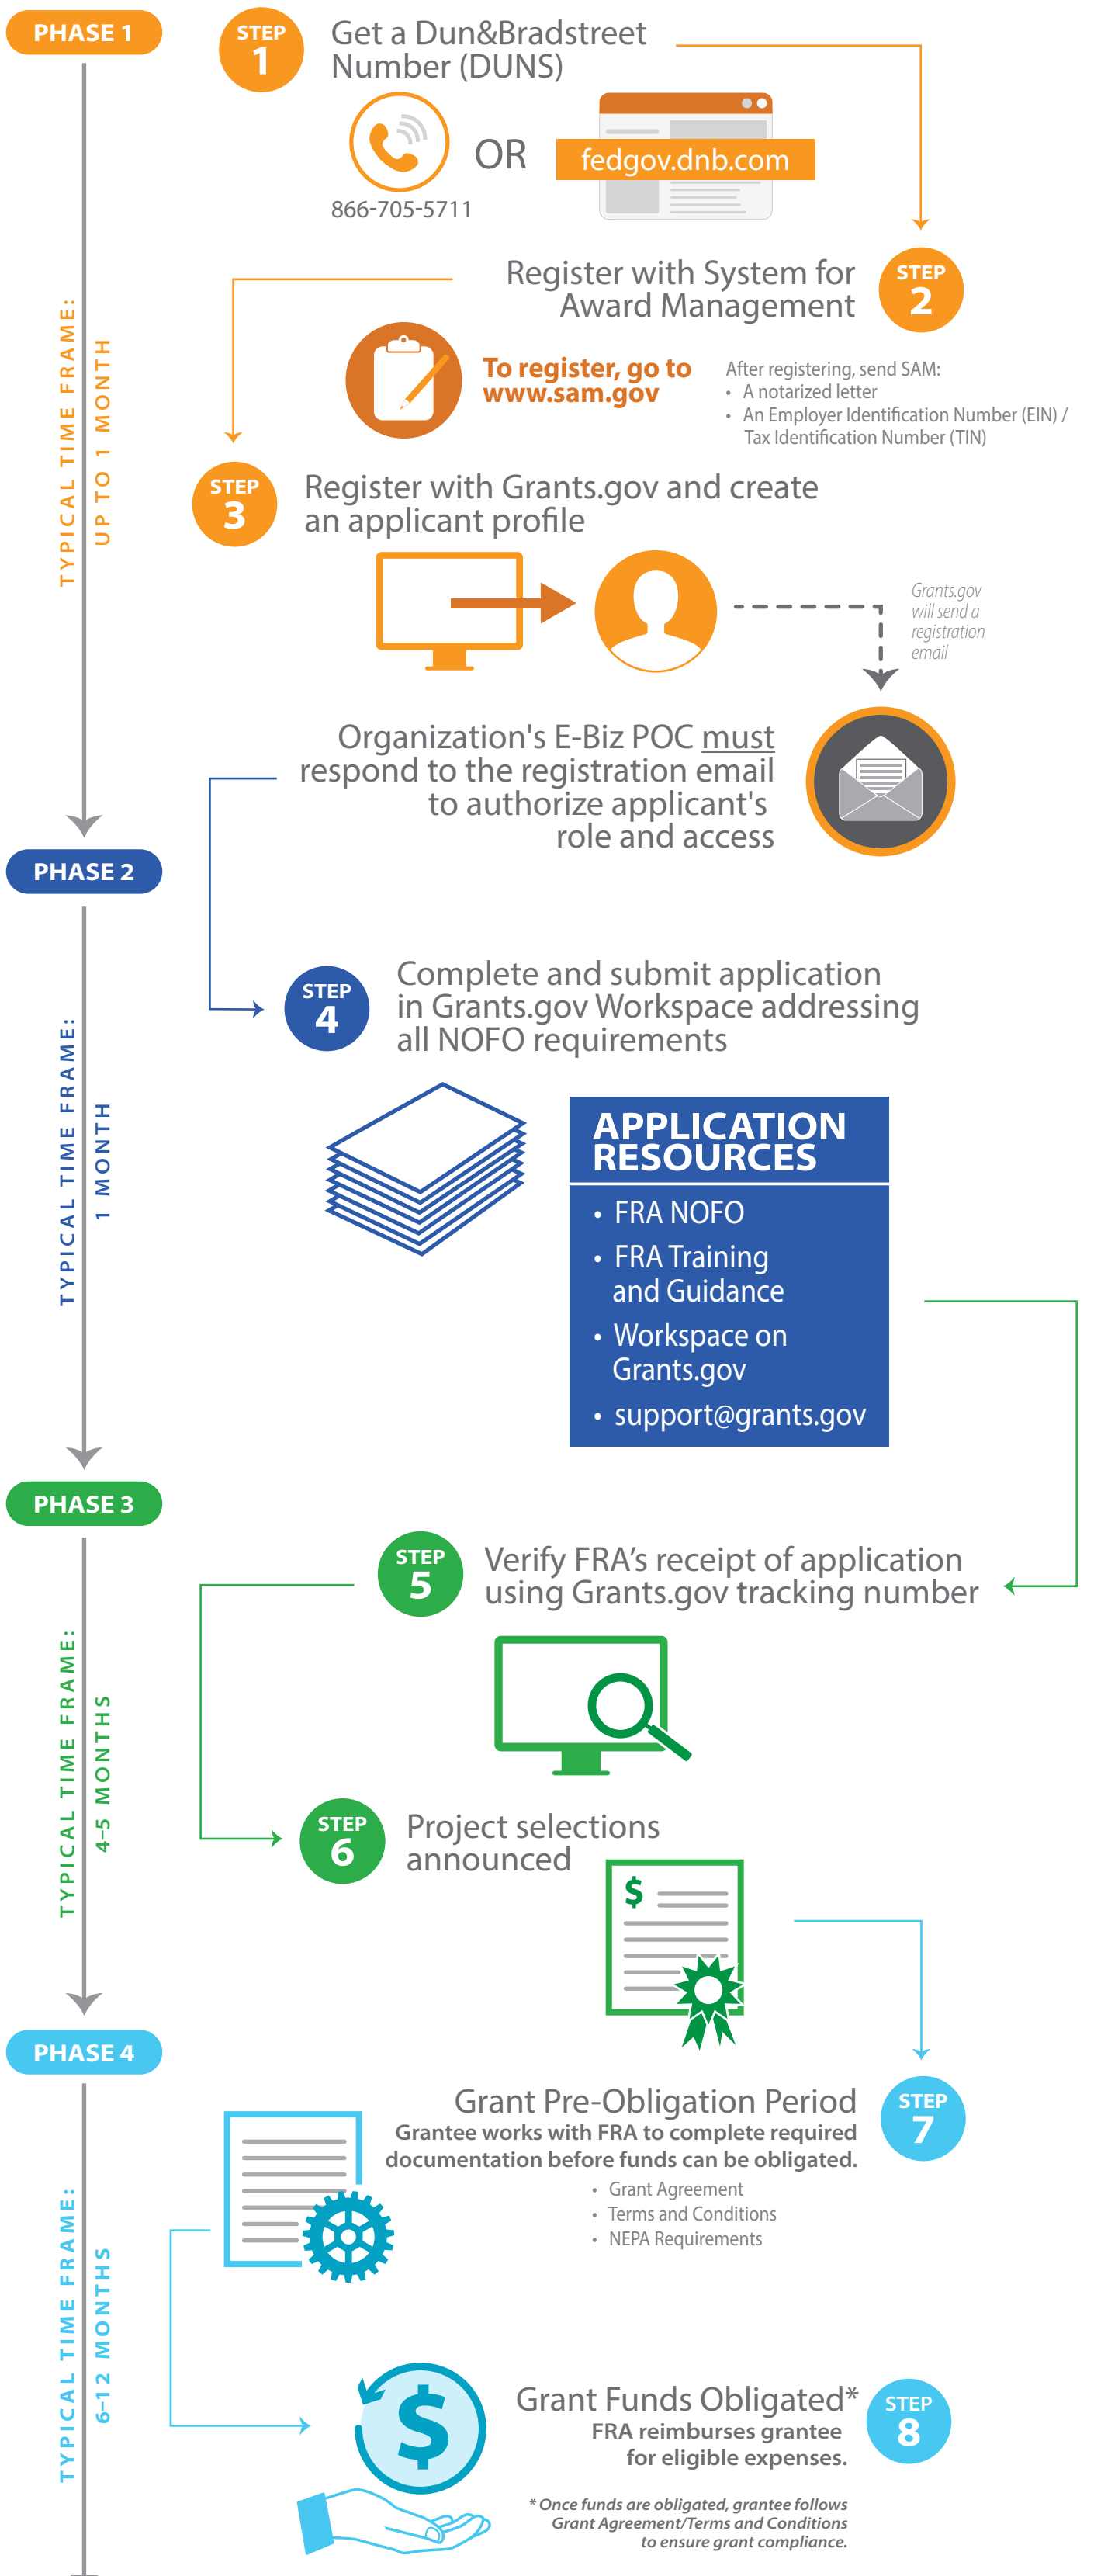 PHASE 1
STEP
1
Get a Dun&Bradstreet
Number (DUNS)
866-705-5711
OR
fedgov.dnb.com
TYPICAL TIME FRAME:
UP TO 1 MONTH
Register with System for
Award Management
STEP
2
To register, go to
www.sam.gov
After registering, send SAM:
• A notarized letter
• An Employer Identification Number (EIN) /
Tax Identification Number (TIN)
STEP
3
Register with Grants.gov and create
an applicant profile
Grants.gov
will send a
registration
email
Organization's E-Biz POC must
respond to the registration email
to authorize applicant's
role and access
PHASE 2
TYPICAL TIME FRAME:
1 MONTH
STEP
4
Complete and submit application
in Grants.gov Workspace addressing
all NOFO requirements
APPLICATION
RESOURCES
• FRA NOFO
• FRA Training
and Guidance
• Workspace on
Grants.gov
• support@grants.gov
PHASE 3
TYPICAL TIME FRAME:
4–5 MONTHS
STEP
5
Verify FRA’s receipt of application
using Grants.gov tracking number
STEP
6
Project selections
announced
$
PHASE 4
TYPICAL TIME FRAME:
6–12 MONTHS
Grant Pre-Obligation Period
Grantee works with FRA to complete required
documentation before funds can be obligated.
• Grant Agreement
• Terms and Conditions
• NEPA Requirements
STEP
7
$
Grant Funds Obligated*
FRA reimburses grantee
for eligible expenses.
STEP
8
* Once funds are obligated, grantee follows
Grant Agreement/Terms and Conditions
to ensure grant compliance.